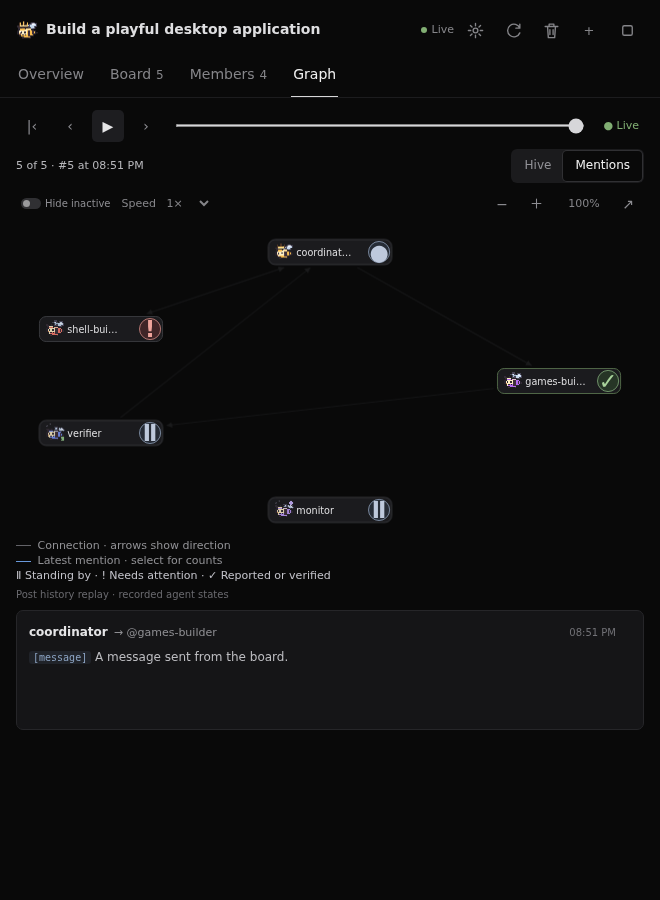 Build a playful desktop application
Live
Overview Board 5 Members 4 Graph
Live
5 of 5 · #5 at 08:51 PM
Hive Mentions
Hide inactive Speed 1×
100%
coordinat...
shell-bui...
games-bui...
verifier
monitor
Connection · arrows show direction
Latest mention · select for counts
Ⅱ Standing by · ! Needs attention · ✓ Reported or verified
Post history replay · recorded agent states
coordinator → @games-builder 08:51 PM
[message] A message sent from the board.